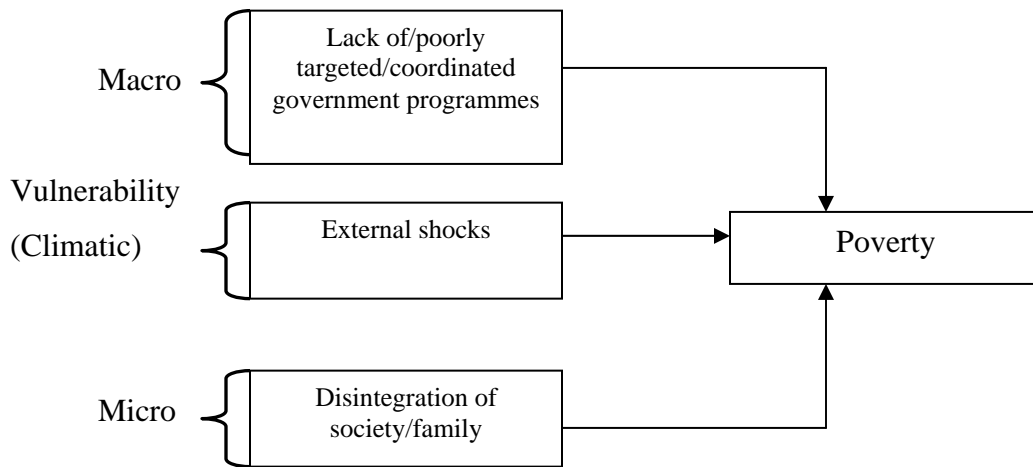 Macro
Lack of/poorly
targeted/coordinated
government programmes
Vulnerability
(Climatic)
External shocks
Poverty
Micro
Disintegration of
society/family